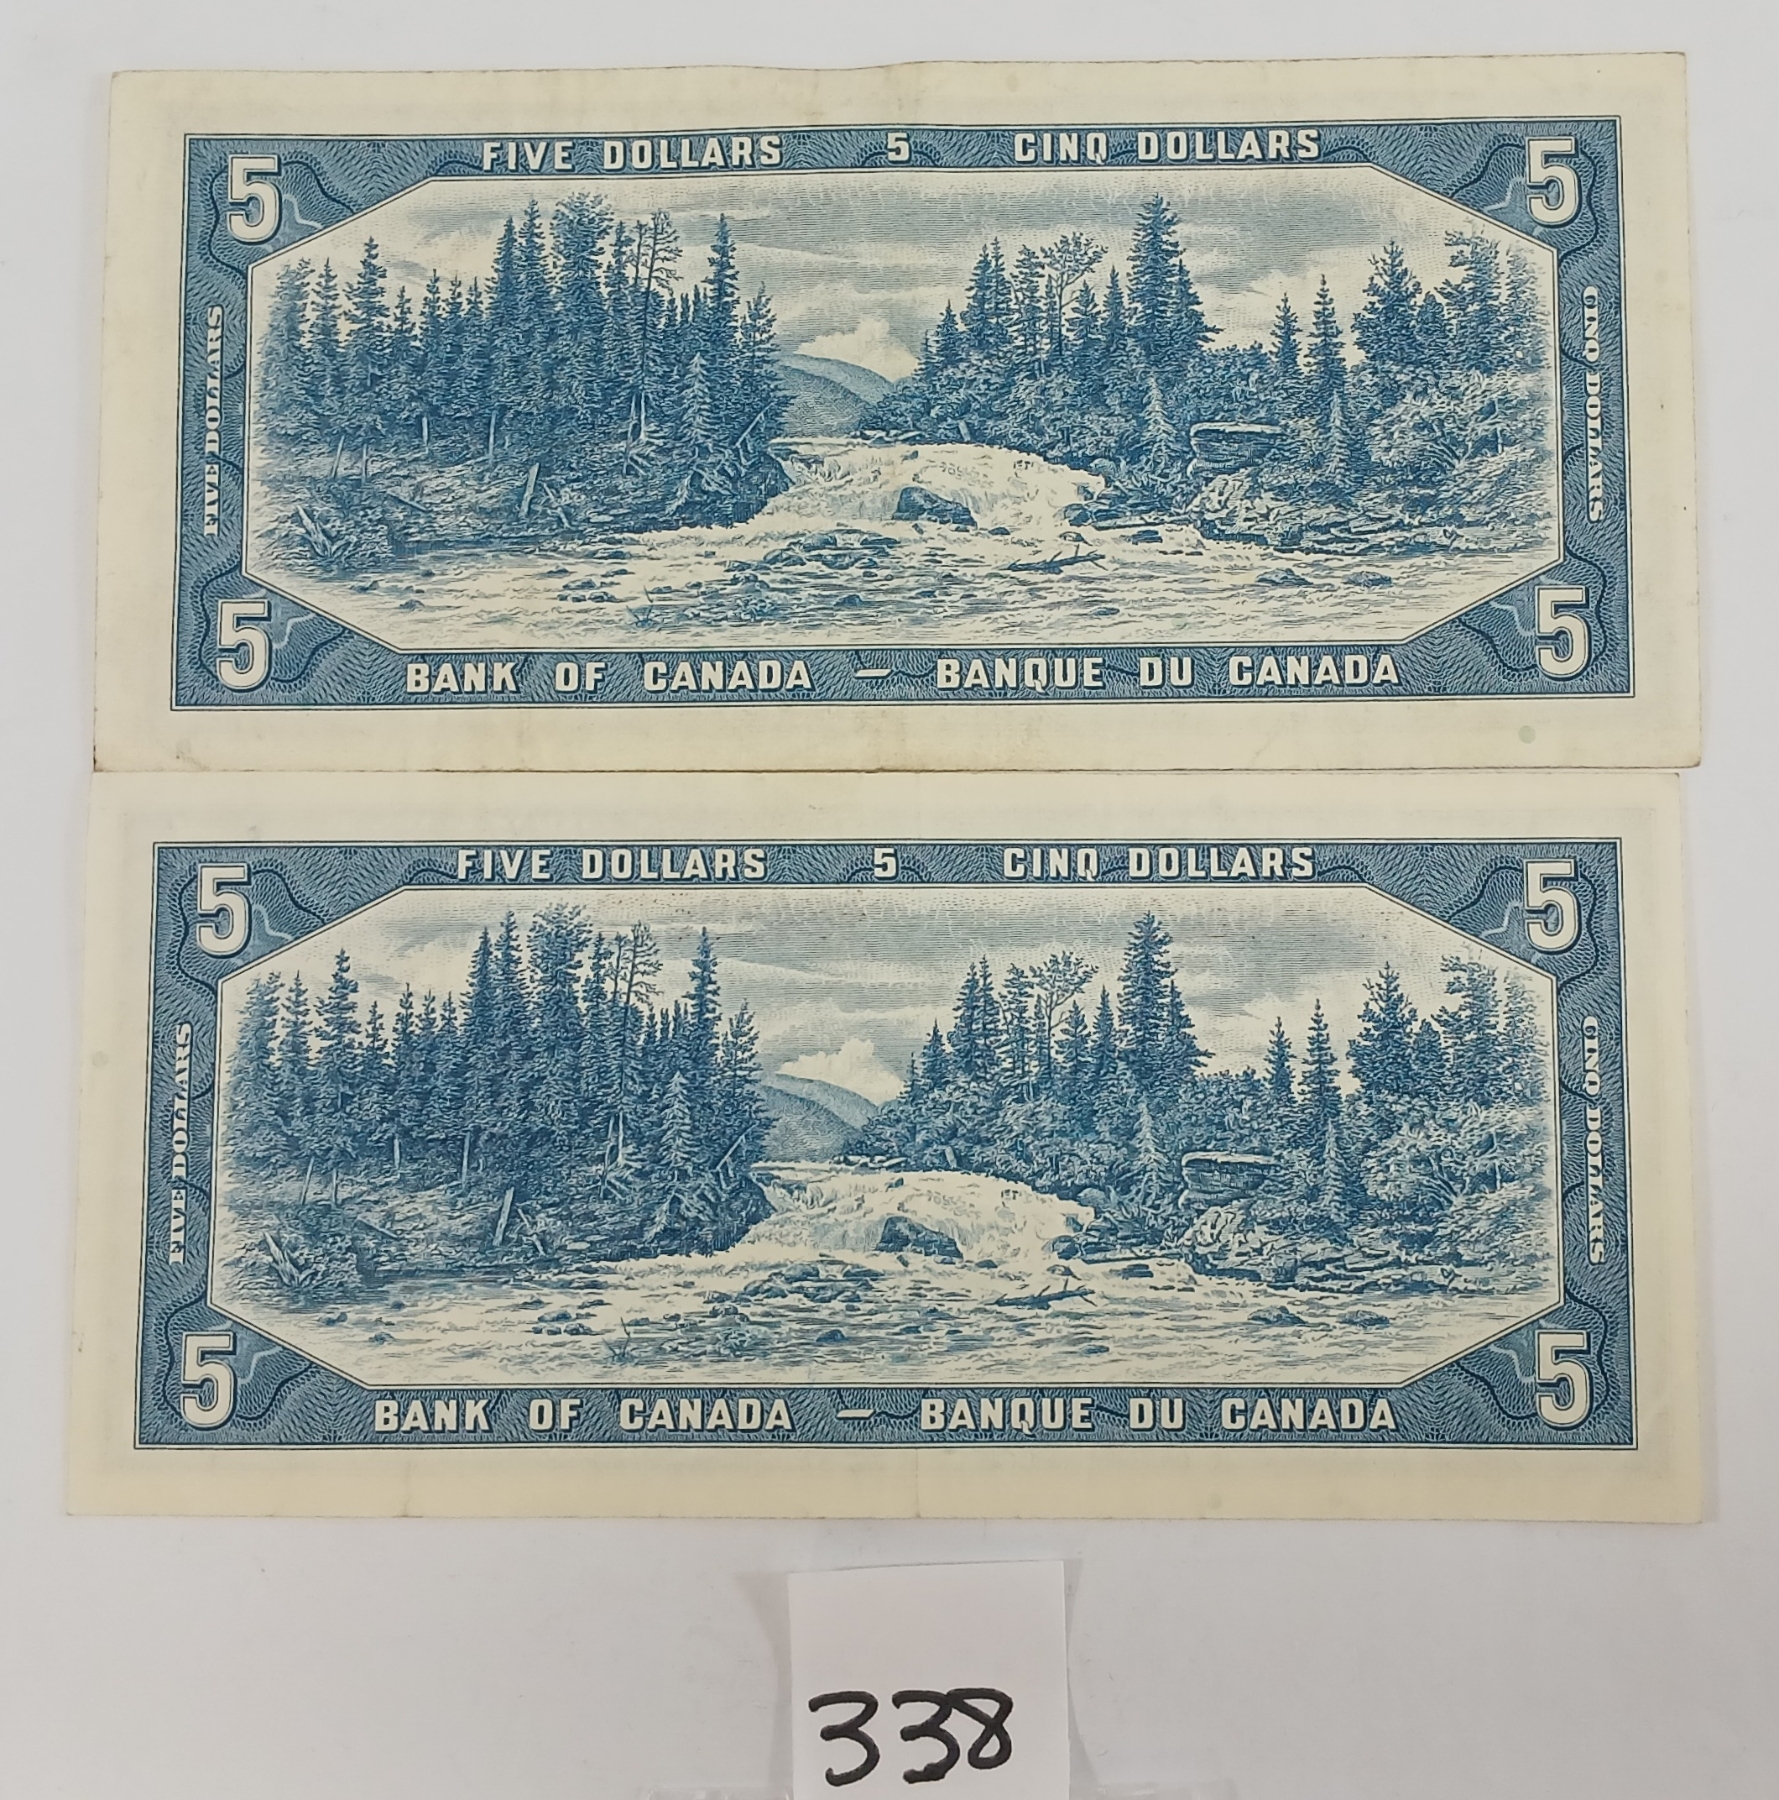 FIVE DOLLARS 5 CINQ DOLLARS
5 5
FIVE DOLLARS
CINQ DOLLARS
5 5
BANK OF CANADA — BANQUE DU CANADA
FIVE DOLLARS 5 CINQ DOLLARS
5 5
FIVE DOLLARS
CINQ DOLLARS
5 5
BANK OF CANADA — BANQUE DU CANADA
338